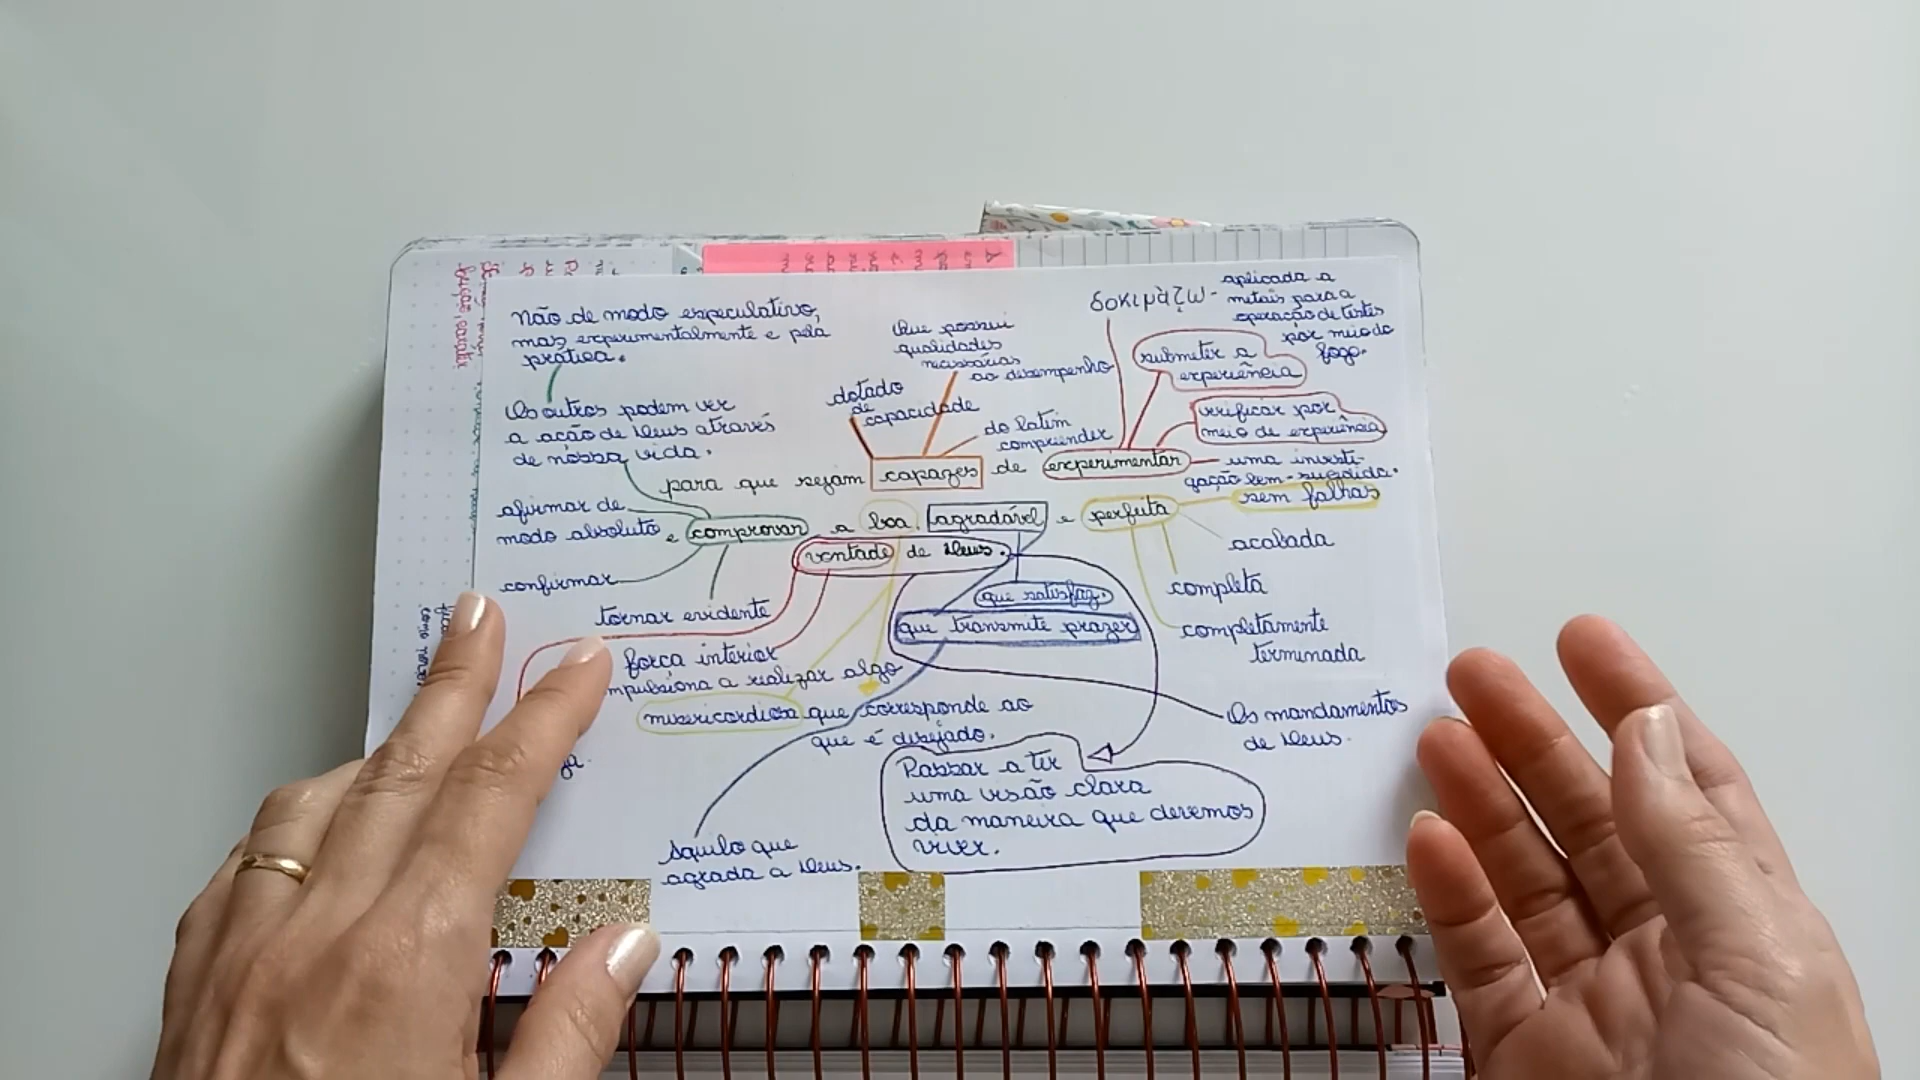 não de modo especulativo,
mas experimentalmente e pela
prática.
Os outros podem ver
a ação de Deus através
de nossa vida.
afirmar de
modo absoluto
confirmar
tornar evidente
dotado
de
capacidade
Que possui
qualidades
necessárias
ao desempenho
do latim
compreender
δοκιμὰζω - aplicada a
metais para a
operação de testes
por meio do
fogo.
submeter a
experiência
verificar por
meio de experiência
uma investi-
gação bem-sucedida.
para que sejam capazes de experimentar
e comprovar a boa, agradável e perfeita
vontade de Deus.
sem falhas
acabada
completa
completamente
terminada
que satisfaz.
que transmite prazer
força interior
impulsiona a realizar algo
misericordiosa que corresponde ao
que é desejado.
Os mandamentos
de Deus.
Passar a ter
uma visão clara
da maneira que devemos
viver.
Aquilo que
agrada a Deus.